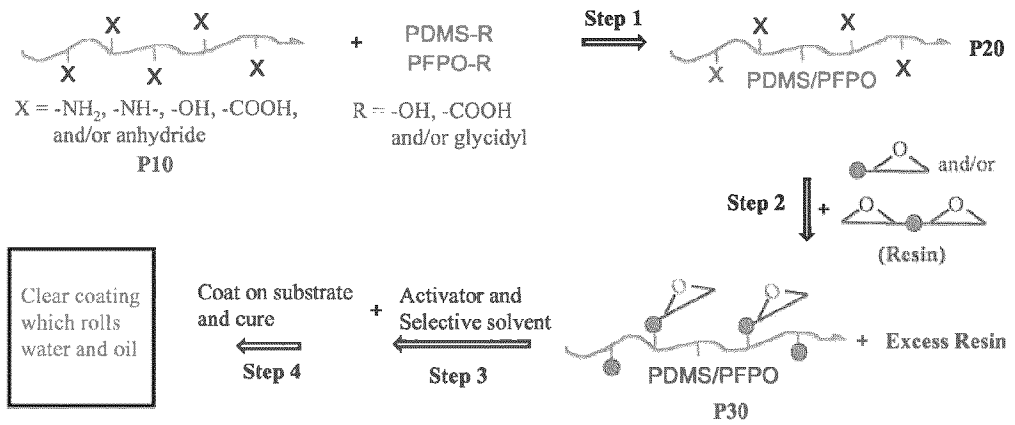 X X
X X X
X = -NH2, -NH-, -OH, -COOH,
and/or anhydride
P10
+
PDMS-R
PFPO-R
R = -OH, -COOH
and/or glycidyl
Step 1
X X
X X
PDMS/PFPO
P20
Step 2
+
O
and/or
O O
(Resin)
O O
PDMS/PFPO
P30
+ Excess Resin
Activator and
Selective solvent
Step 3
+
Coat on substrate
and cure
Step 4
Clear coating
which rolls
water and oil